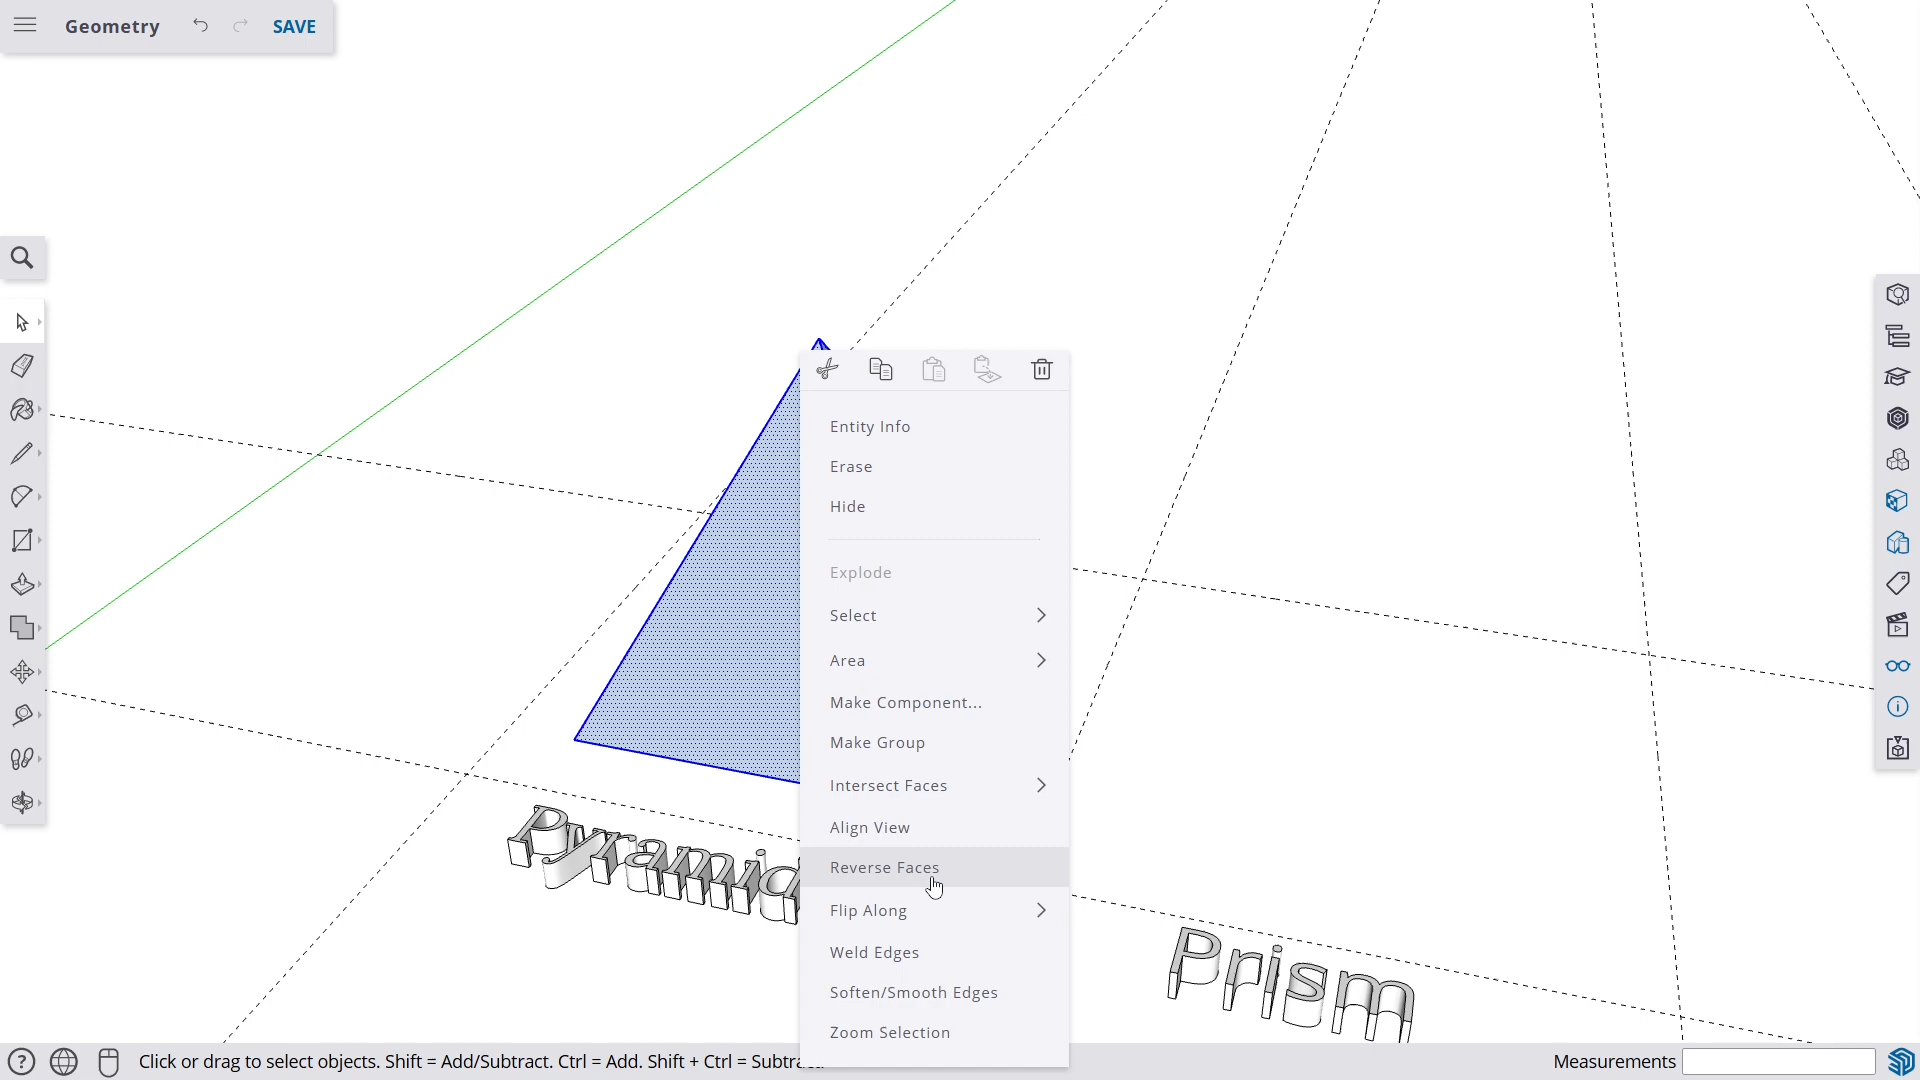 Geometry SAVE
Entity Info
Erase
Hide
Explode
Select
Area
Make Component...
Make Group
Intersect Faces
Align View
Reverse Faces
Flip Along
Weld Edges
Soften/Smooth Edges
Zoom Selection
Pyramid
Prism
Click or drag to select objects. Shift = Add/Subtract. Ctrl = Add. Shift + Ctrl = Subtra
Measurements